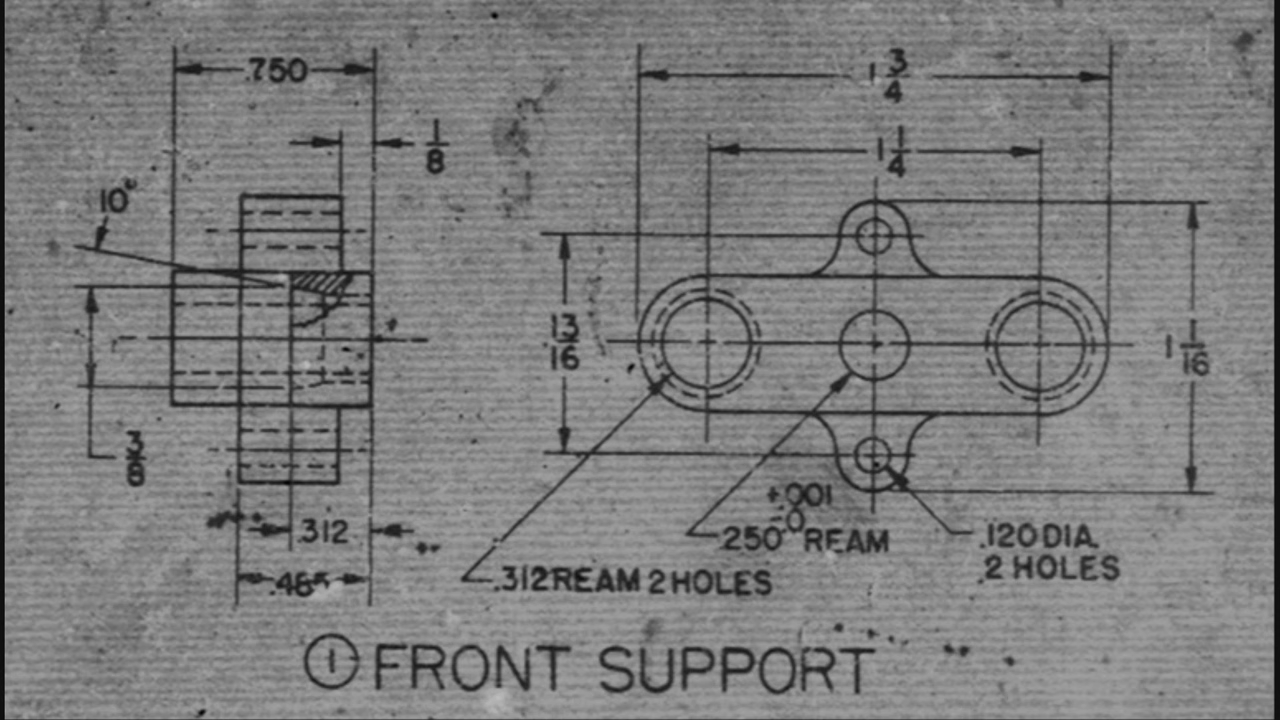 .750
1 3/4
1/8
1 1/4
10°
13/16
1 1/16
3/8
+.001
-.0
.250 REAM
.312
.120 DIA.
2 HOLES
.312 REAM 2 HOLES
1 FRONT SUPPORT